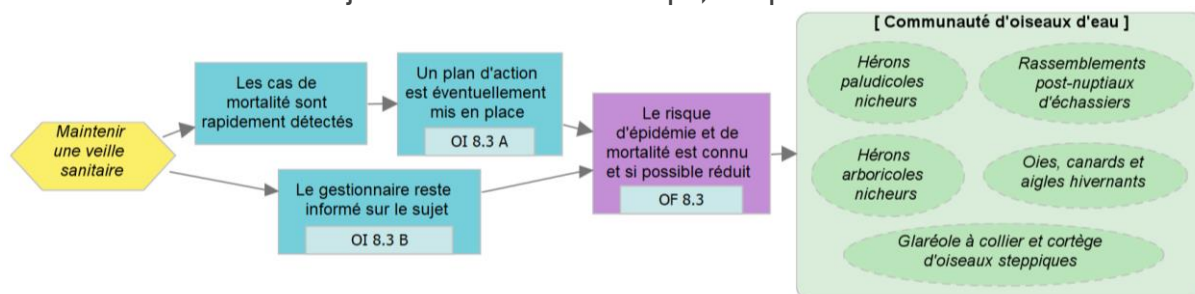 [ Communauté d'oiseaux d'eau ]
Maintenir
une veille
sanitaire
Les cas de
mortalité sont
rapidement détectés
Un plan d'action
est éventuellement
mis en place
OI 8.3 A
Le gestionnaire reste
informé sur le sujet
OI 8.3 B
Le risque
d'épidémie et de
mortalité est connu
et si possible réduit
OF 8.3
Hérons
paludicoles
nicheurs
Rassemblements
post-nuptiaux
d'échassiers
Hérons
arboricoles
nicheurs
Oies, canards et
aigles hivernants
Glaréole à collier et cortège
d'oiseaux steppiques